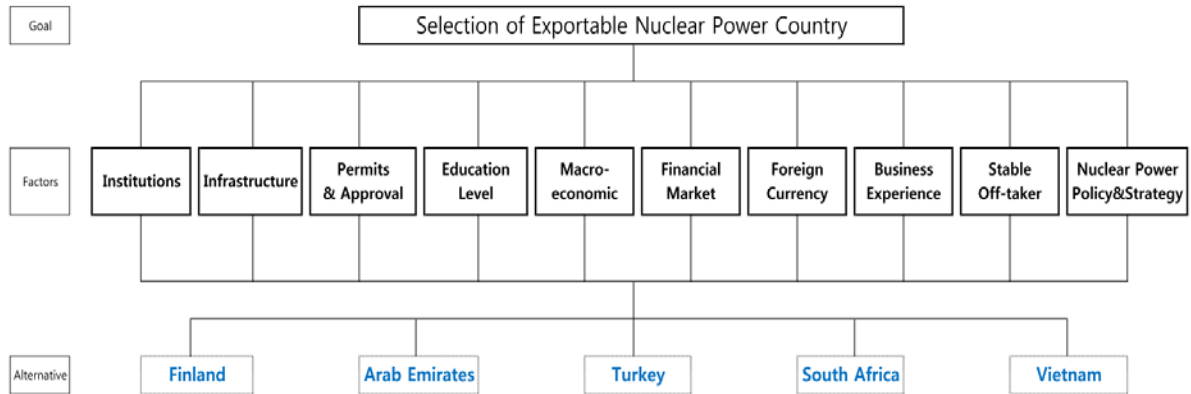 Goal
Selection of Exportable Nuclear Power Country
Factors
Institutions
Infrastructure
Permits
& Approval
Education
Level
Macro-
economic
Financial
Market
Foreign
Currency
Business
Experience
Stable
Off-taker
Nuclear Power
Policy&Strategy
Alternative
Finland
Arab Emirates
Turkey
South Africa
Vietnam